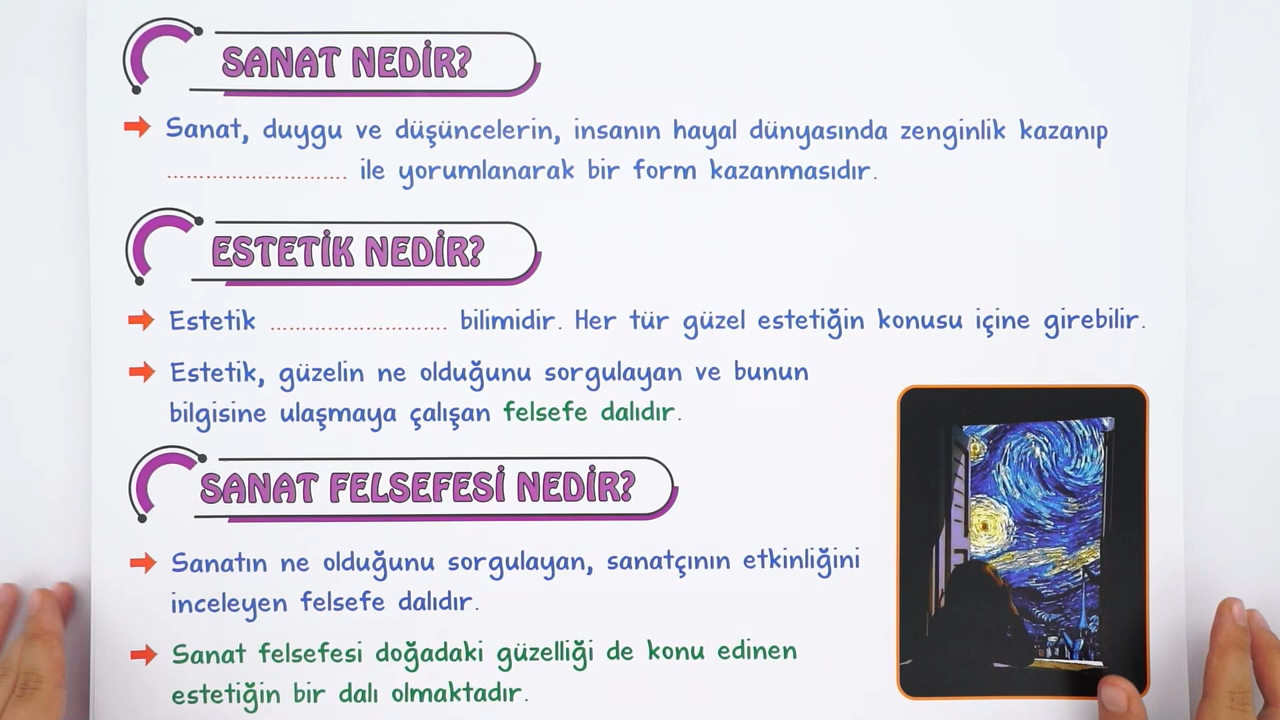 SANAT NEDİR?
Sanat, duygu ve düşüncelerin, insanın hayal dünyasında zenginlik kazanıp
............................ ile yorumlanarak bir form kazanmasıdır.
ESTETİK NEDİR?
Estetik ............................ bilimidir. Her tür güzel estetiğin konusu içine girebilir.
Estetik, güzelin ne olduğunu sorgulayan ve bunun
bilgisine ulaşmaya çalışan felsefe dalıdır.
SANAT FELSEFESİ NEDİR?
Sanatın ne olduğunu sorgulayan, sanatçının etkinliğini
inceleyen felsefe dalıdır.
Sanat felsefesi doğadaki güzelliği de konu edinen
estetiğin bir dalı olmaktadır.